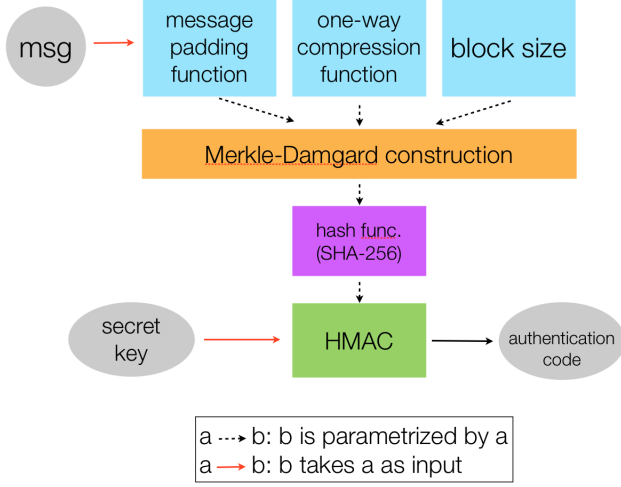 msg
message
padding
function
one-way
compression
function
block size
Merkle-Damgard construction
hash func.
(SHA-256)
secret
key
HMAC
authentication
code
a ----> b: b is parametrized by a
a → b: b takes a as input